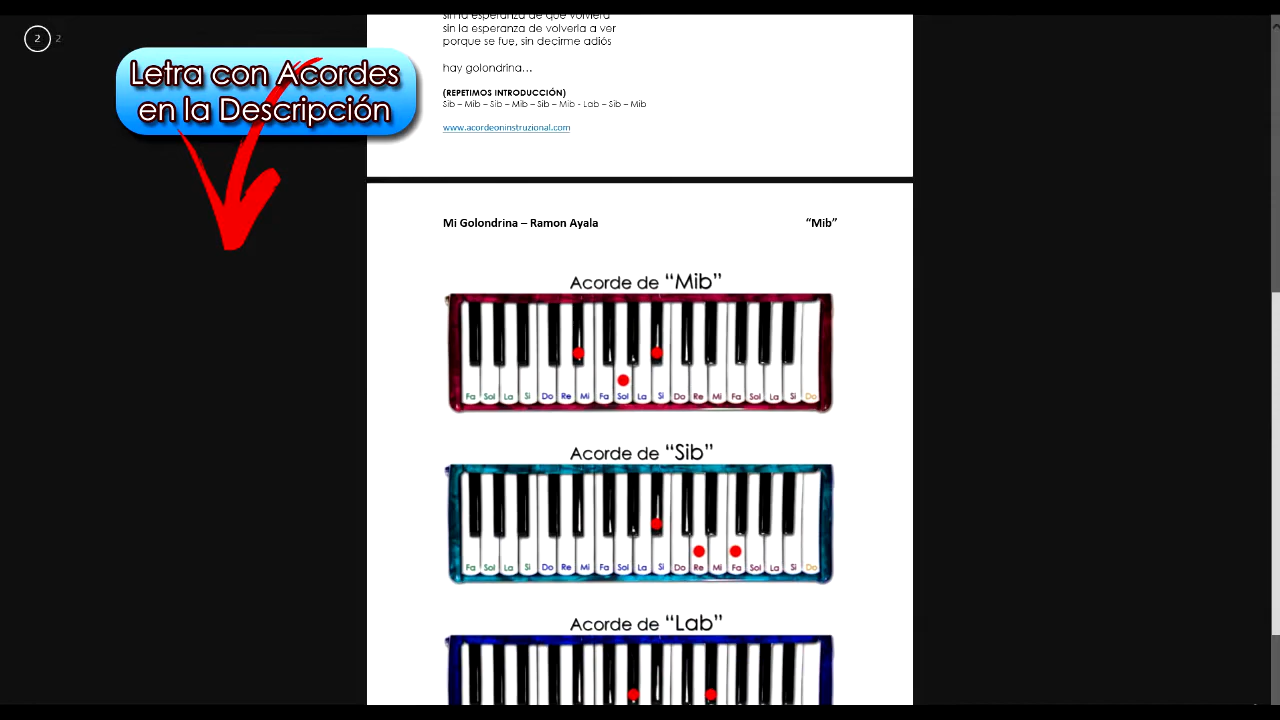 2 2
Letra con Acordes
en la Descripción
sin la esperanza de que volviera
sin la esperanza de volverla a ver
porque se fue, sin decirme adiós
hay golondrina…
(REPETIMOS INTRODUCCIÓN)
Sib – Mib – Sib – Mib – Sib – Mib - Lab – Sib – Mib
www.acordeoninstruzional.com
Mi Golondrina – Ramon Ayala “Mib”
Acorde de “Mib”
Fa Sol La Si Do Re Mi Fa Sol La Si Do Re Mi Fa Sol La Si Do
Acorde de “Sib”
Fa Sol La Si Do Re Mi Fa Sol La Si Do Re Mi Fa Sol La Si Do
Acorde de “Lab”